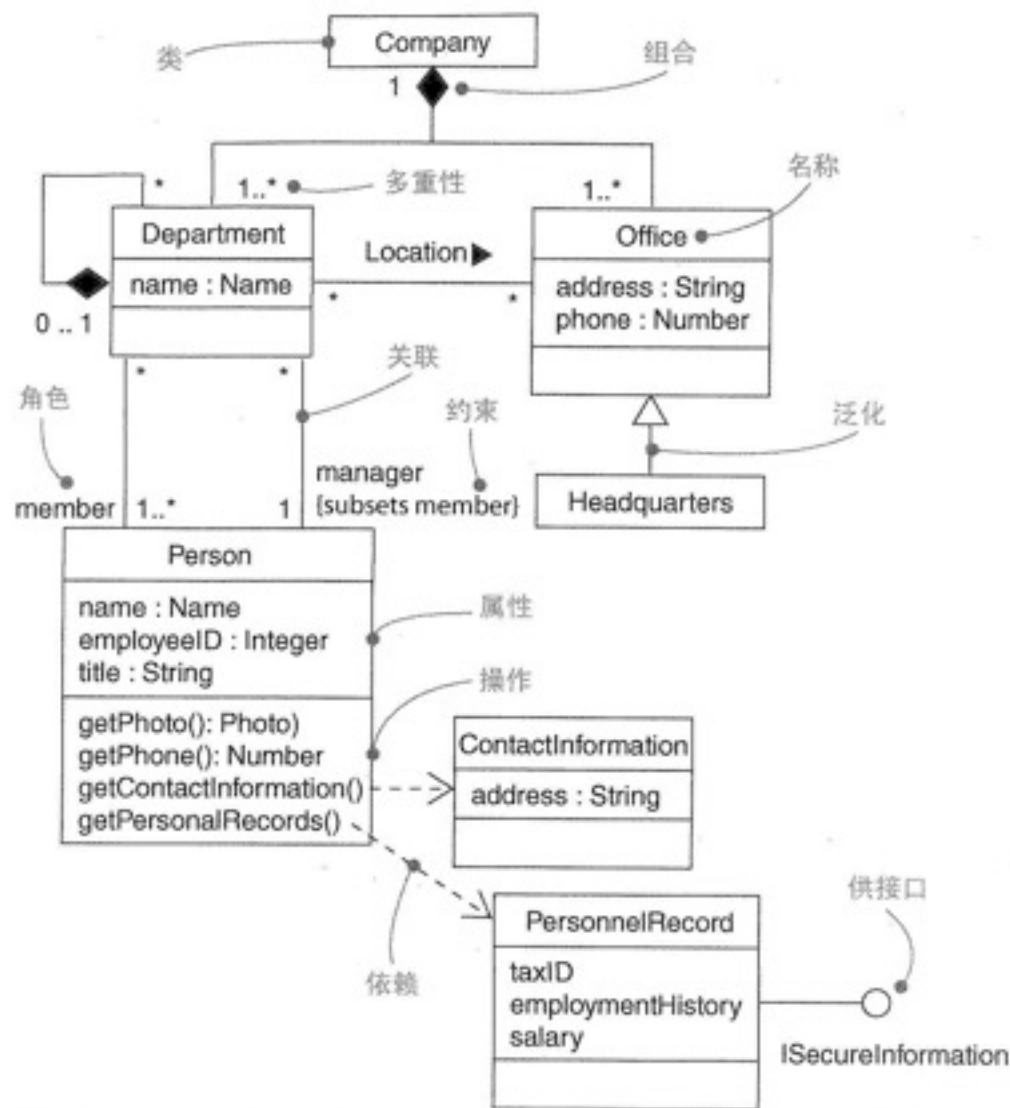 Company
类
组合
1
*
1..*
多重性
1..*
名称
Department
Location
Office
name : Name
address : String
phone : Number
*
*
0 .. 1
*
*
关联
角色
约束
泛化
manager
member
1..*
1
{subsets member}
Headquarters
Person
name : Name
employeeID : Integer
title : String
属性
操作
getPhoto(): Photo)
getPhone(): Number
getContactInformation()
getPersonalRecords()
ContactInformation
address : String
供接口
PersonnelRecord
依赖
taxID
employmentHistory
salary
ISecureInformation